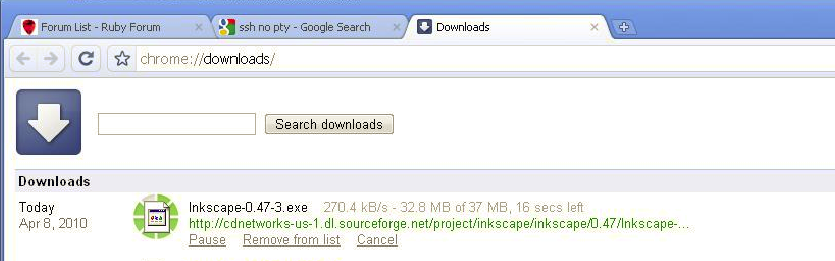 Forum List - Ruby Forum
ssh no pty - Google Search
Downloads
chrome://downloads/
Search downloads
Downloads
Today
Inkscape-0.47-3.exe 270.4 kB/s - 32.8 MB of 37 MB, 16 secs left
Apr 8, 2010
http://cdnetworks-us-1.dl.sourceforge.net/project/inkscape/inkscape/0.47/Inkscape-...
Pause Remove from list Cancel